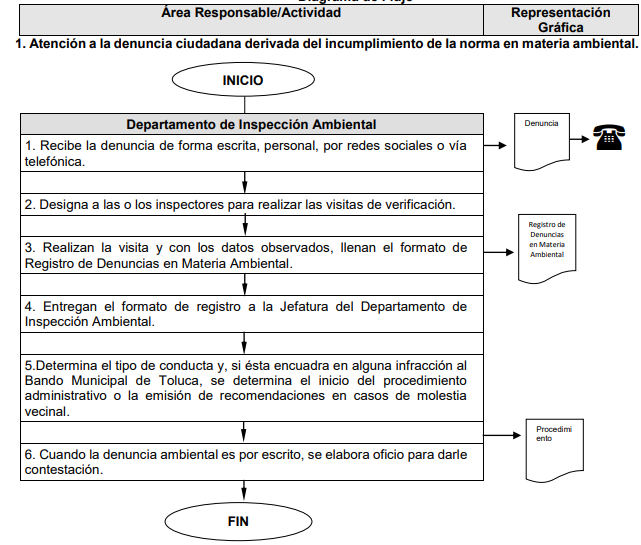 Diagrama de Flujo
Área Responsable/Actividad
Representación
Gráfica
1. Atención a la denuncia ciudadana derivada del incumplimiento de la norma en materia ambiental.
INICIO
Departamento de Inspección Ambiental
1. Recibe la denuncia de forma escrita, personal, por redes sociales o vía
telefónica.
Denuncia
2. Designa a las o los inspectores para realizar las visitas de verificación.
3. Realizan la visita y con los datos observados, llenan el formato de
Registro de Denuncias en Materia Ambiental.
Registro de
Denuncias
en Materia
Ambiental
4. Entregan el formato de registro a la Jefatura del Departamento de
Inspección Ambiental.
5.Determina el tipo de conducta y, si ésta encuadra en alguna infracción al
Bando Municipal de Toluca, se determina el inicio del procedimiento
administrativo o la emisión de recomendaciones en casos de molestia
vecinal.
Procedimi
ento
6. Cuando la denuncia ambiental es por escrito, se elabora oficio para darle
contestación.
FIN